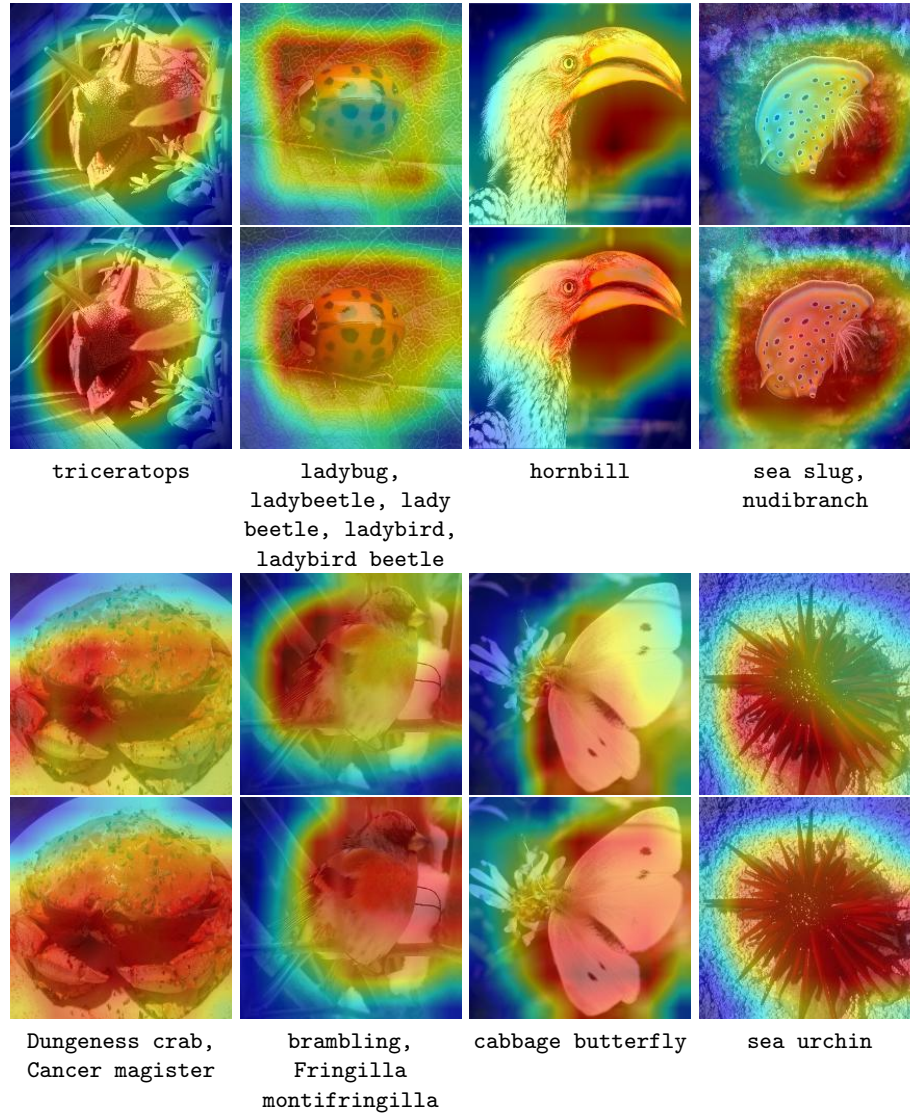 triceratops
ladybug,
ladybeetle, lady
beetle, ladybird,
ladybird beetle
hornbill
sea slug,
nudibranch
Dungeness crab,
Cancer magister
brambling,
Fringilla
montifringilla
cabbage butterfly
sea urchin